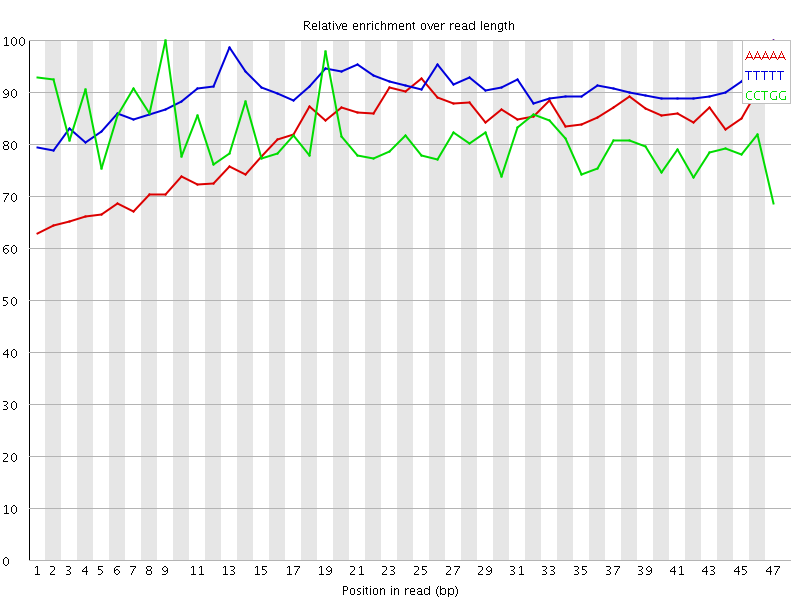 Relative enrichment over read length
100
90
80
70
60
50
40
30
20
10
0
AAAAA
TTTTT
CCTGG
1 2 3 4 5 6 7 8 9 11 13 15 17 19 21 23 25 27 29 31 33 35 37 39 41 43 45 47
Position in read (bp)